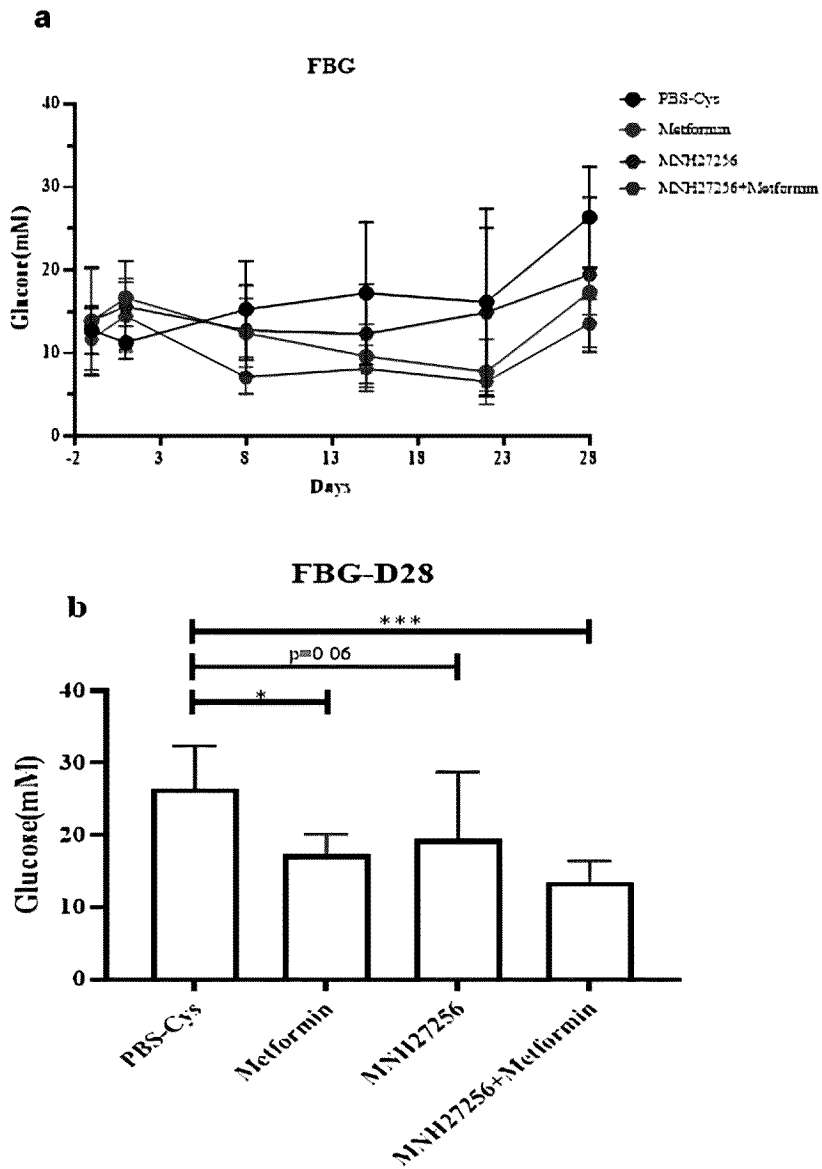 a
FBG
PBS-Cys
Metformin
MNH27256
MNH27256+Metformin
40
30
20
10
0
Glucose(mM)
-2 3 8 13 18 23 28
Days
FBG-D28
b
***
p=0 06
*
40
30
20
10
0
Glucose(mM)
PBS-Cys
Metformin
MNH27256
MNH27256+Metformin